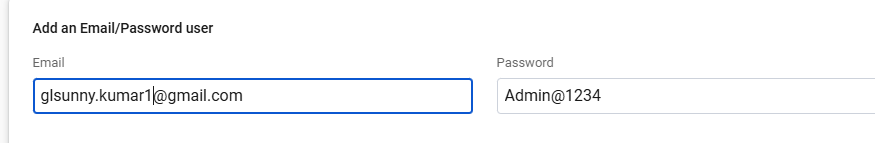 Add an Email/Password user
Email
Password
glsunny.kumar1@gmail.com
Admin@1234